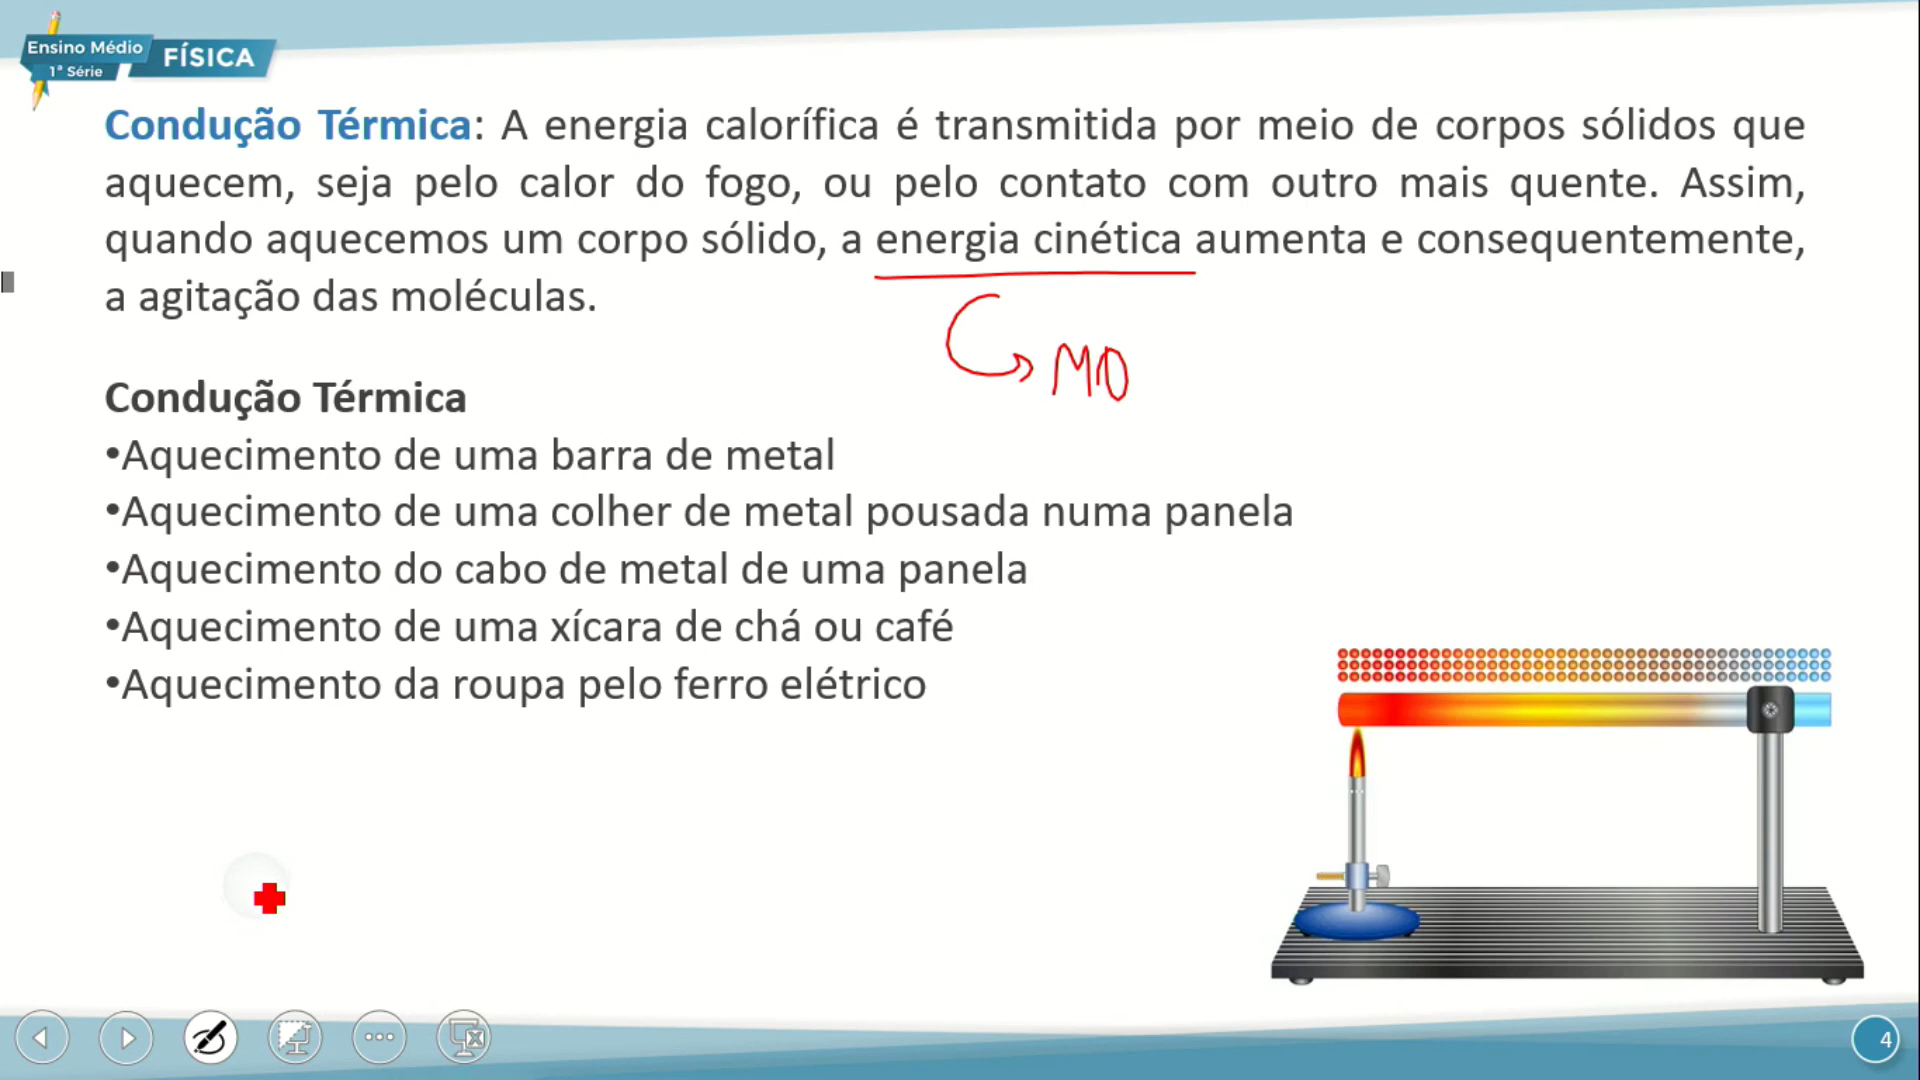 Ensino Médio
1ª Série
FÍSICA
Condução Térmica: A energia calorífica é transmitida por meio de corpos sólidos que
aquecem, seja pelo calor do fogo, ou pelo contato com outro mais quente. Assim,
quando aquecemos um corpo sólido, a energia cinética aumenta e consequentemente,
a agitação das moléculas.
MO
Condução Térmica
•Aquecimento de uma barra de metal
•Aquecimento de uma colher de metal pousada numa panela
•Aquecimento do cabo de metal de uma panela
•Aquecimento de uma xícara de chá ou café
•Aquecimento da roupa pelo ferro elétrico
4